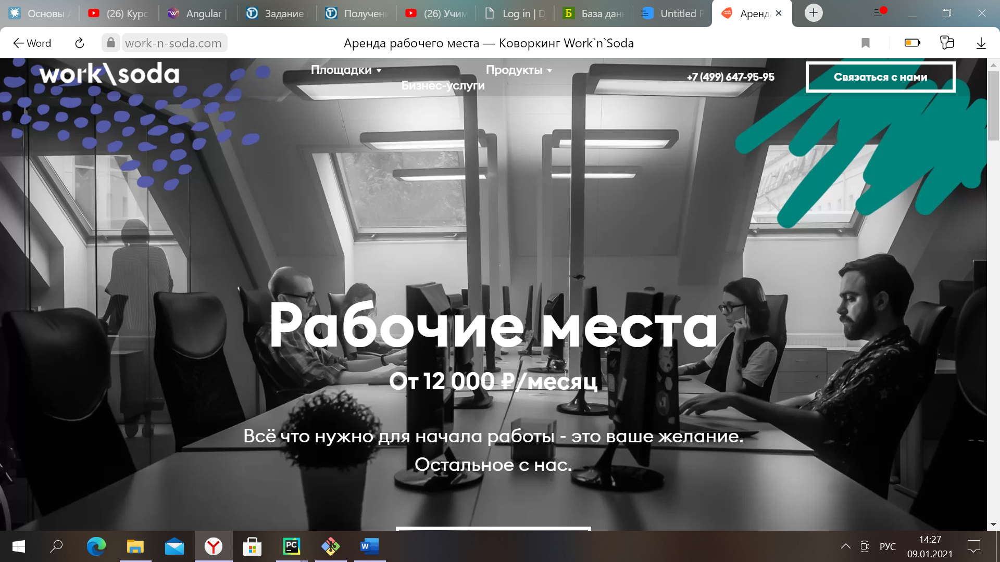 Основы А
(26) Курс
Angular |
Задание
Получени
(26) Учим
Log in | D
База данн
Untitled P
Аренда
Word
work-n-soda.com
Аренда рабочего места — Коворкинг Work`n`Soda
work\soda
Площадки
Продукты
Бизнес-услуги
+7 (499) 647-95-95
Связаться с нами
Рабочие места
От 12 000 ₽/месяц
Всё что нужно для начала работы - это ваше желание.
Остальное с нас.
РУС
14:27
09.01.2021